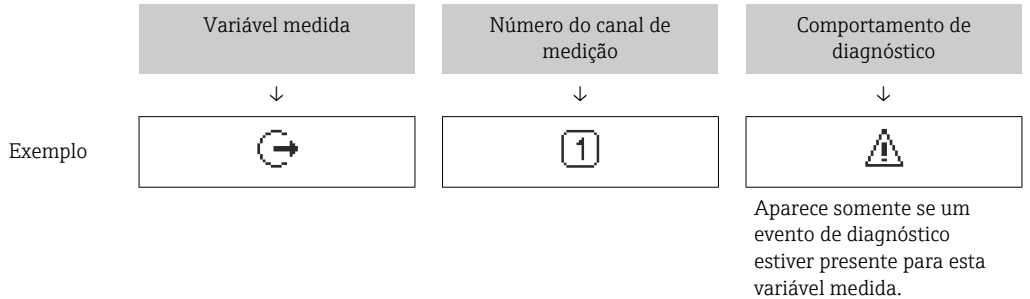 Variável medida
Número do canal de
medição
Comportamento de
diagnóstico
↓ ↓ ↓
Exemplo
1
Aparece somente se um
evento de diagnóstico
estiver presente para esta
variável medida.